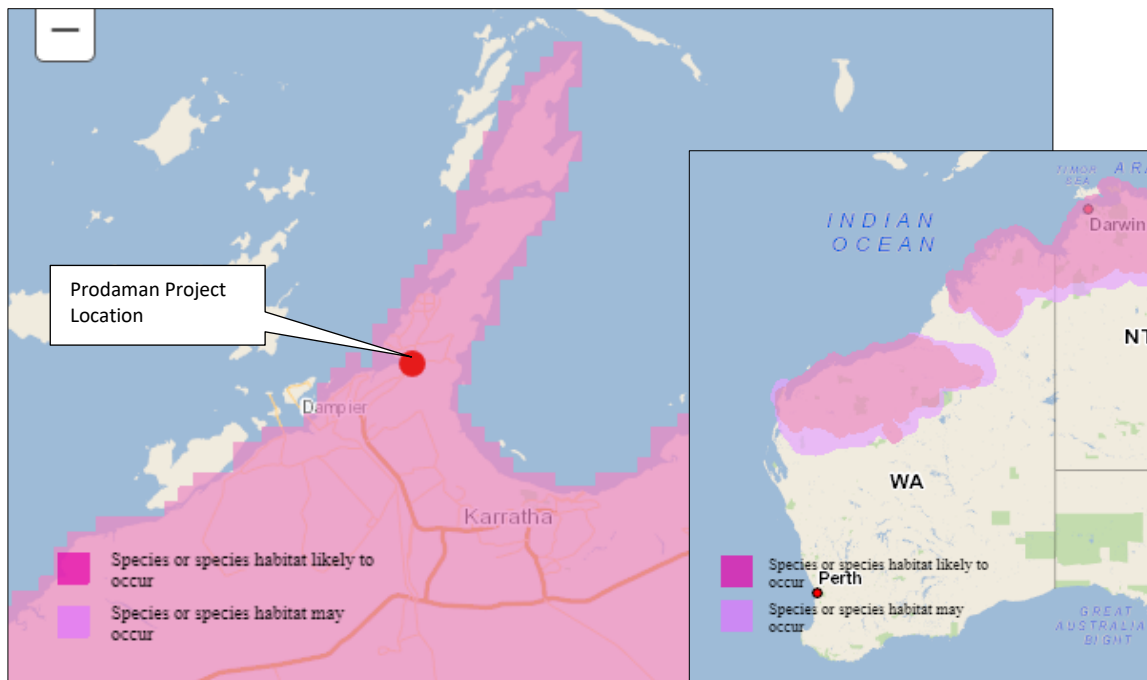 —
Prodaman Project
Location
Dampier
Karratha
Species or species habitat likely to
occur
Species or species habitat may
occur
TIMOR
SEA
ARA
INDIAN
OCEAN
Darwin
NT
WA
Species or species habitat likely to
occur
Perth
Species or species habitat may
occur
GREAT
AUSTRALIA
BIGHT